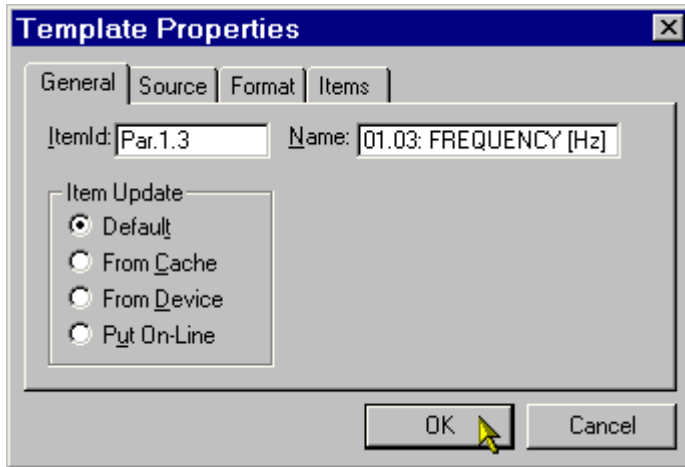 Template Properties
General Source Format Items
ItemId: Par.1.3 Name: 01.03: FREQUENCY [Hz]
Item Update
Default
From Cache
From Device
Put On-Line
OK Cancel